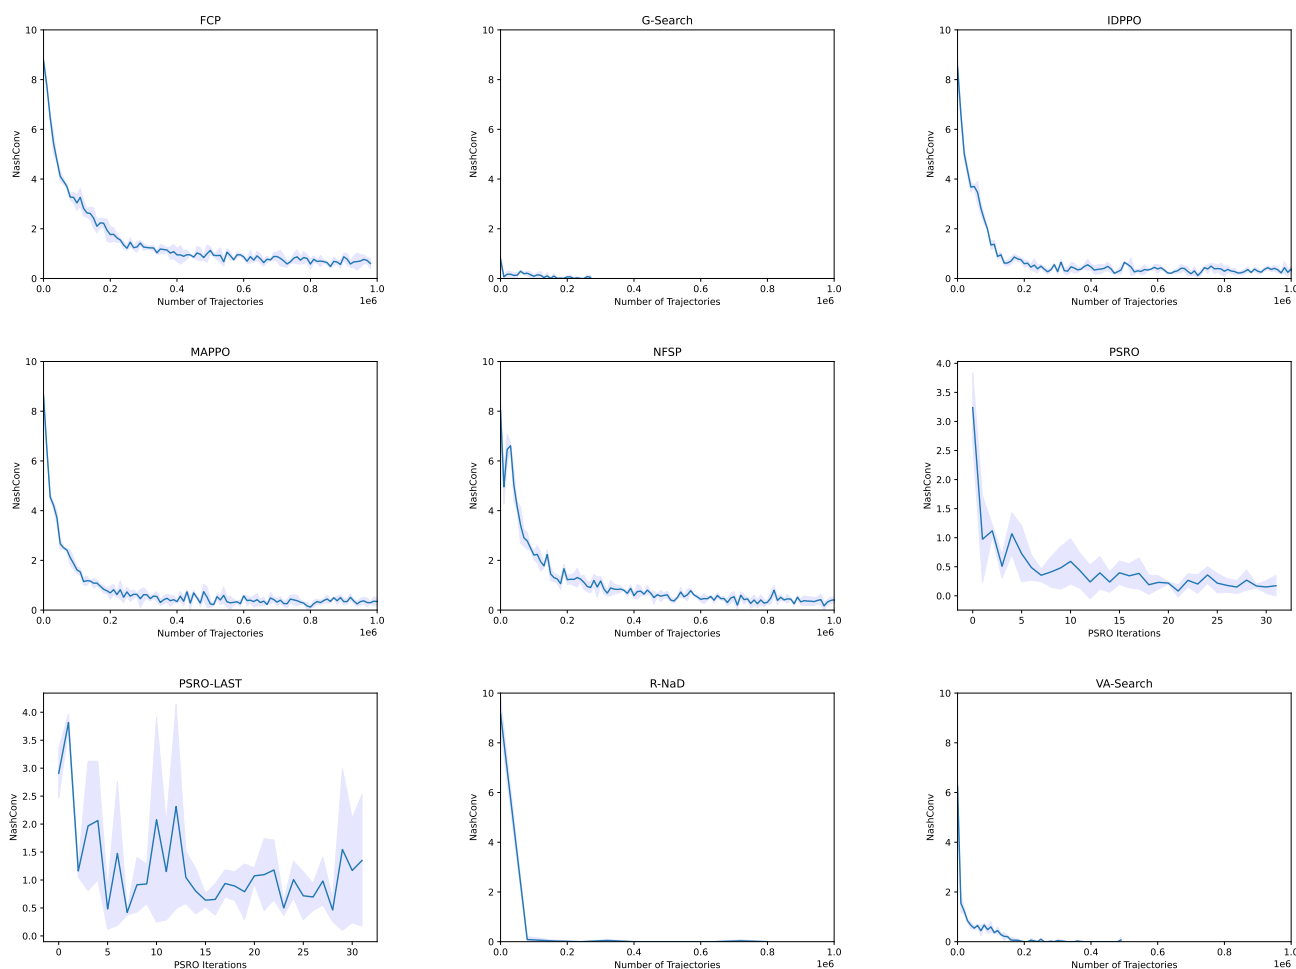 FCP
NashConv
10
8
6
4
2
0
0.0 0.2 0.4 0.6 0.8 1.0
Number of Trajectories
1e6
G-Search
NashConv
10
8
6
4
2
0
0.0 0.2 0.4 0.6 0.8 1.0
Number of Trajectories
1e6
IDPPO
NashConv
10
8
6
4
2
0
0.0 0.2 0.4 0.6 0.8 1.0
Number of Trajectories
1e6
MAPPO
NashConv
10
8
6
4
2
0
0.0 0.2 0.4 0.6 0.8 1.0
Number of Trajectories
1e6
NFSP
NashConv
10
8
6
4
2
0
0.0 0.2 0.4 0.6 0.8 1.0
Number of Trajectories
1e6
PSRO
NashConv
4.0
3.5
3.0
2.5
2.0
1.5
1.0
0.5
0.0
0 5 10 15 20 25 30
PSRO Iterations
PSRO-LAST
NashConv
4.0
3.5
3.0
2.5
2.0
1.5
1.0
0.5
0.0
0 5 10 15 20 25 30
PSRO Iterations
R-NaD
NashConv
10
8
6
4
2
0
0.0 0.2 0.4 0.6 0.8 1.0
Number of Trajectories
1e6
VA-Search
NashConv
10
8
6
4
2
0
0.0 0.2 0.4 0.6 0.8 1.0
Number of Trajectories
1e6